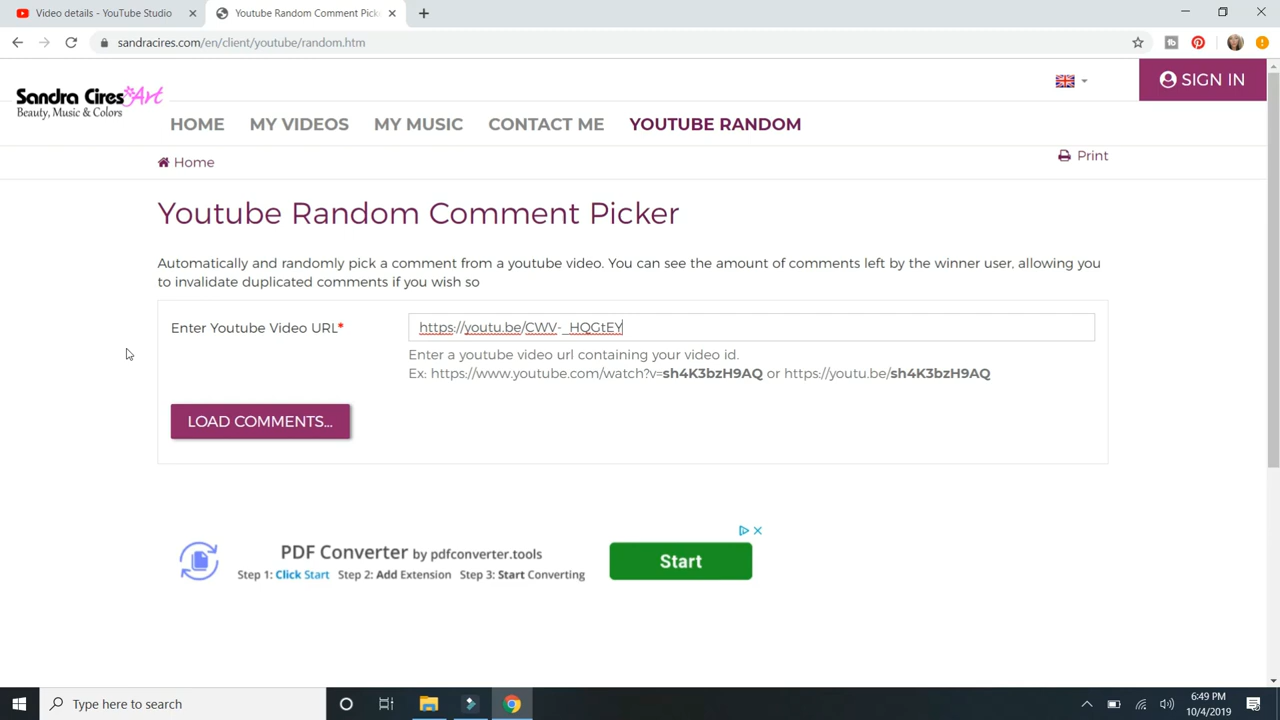 Video details - YouTube Studio
Youtube Random Comment Pick
sandracires.com/en/client/youtube/random.htm
Sandra Cires Art
Beauty, Music & Colors
SIGN IN
HOME
MY VIDEOS
MY MUSIC
CONTACT ME
YOUTUBE RANDOM
Home
Print
Youtube Random Comment Picker
Automatically and randomly pick a comment from a youtube video. You can see the amount of comments left by the winner user, allowing you
to invalidate duplicated comments if you wish so
Enter Youtube Video URL*
https://youtu.be/CWV-_HQGtEY
Enter a youtube video url containing your video id.
Ex: https://www.youtube.com/watch?v=sh4K3bzH9AQ or https://youtu.be/sh4K3bzH9AQ
LOAD COMMENTS...
PDF Converter by pdfconverter.tools
Step 1: Click Start Step 2: Add Extension Step 3: Start Converting
Start
Type here to search
6:49 PM
10/4/2019